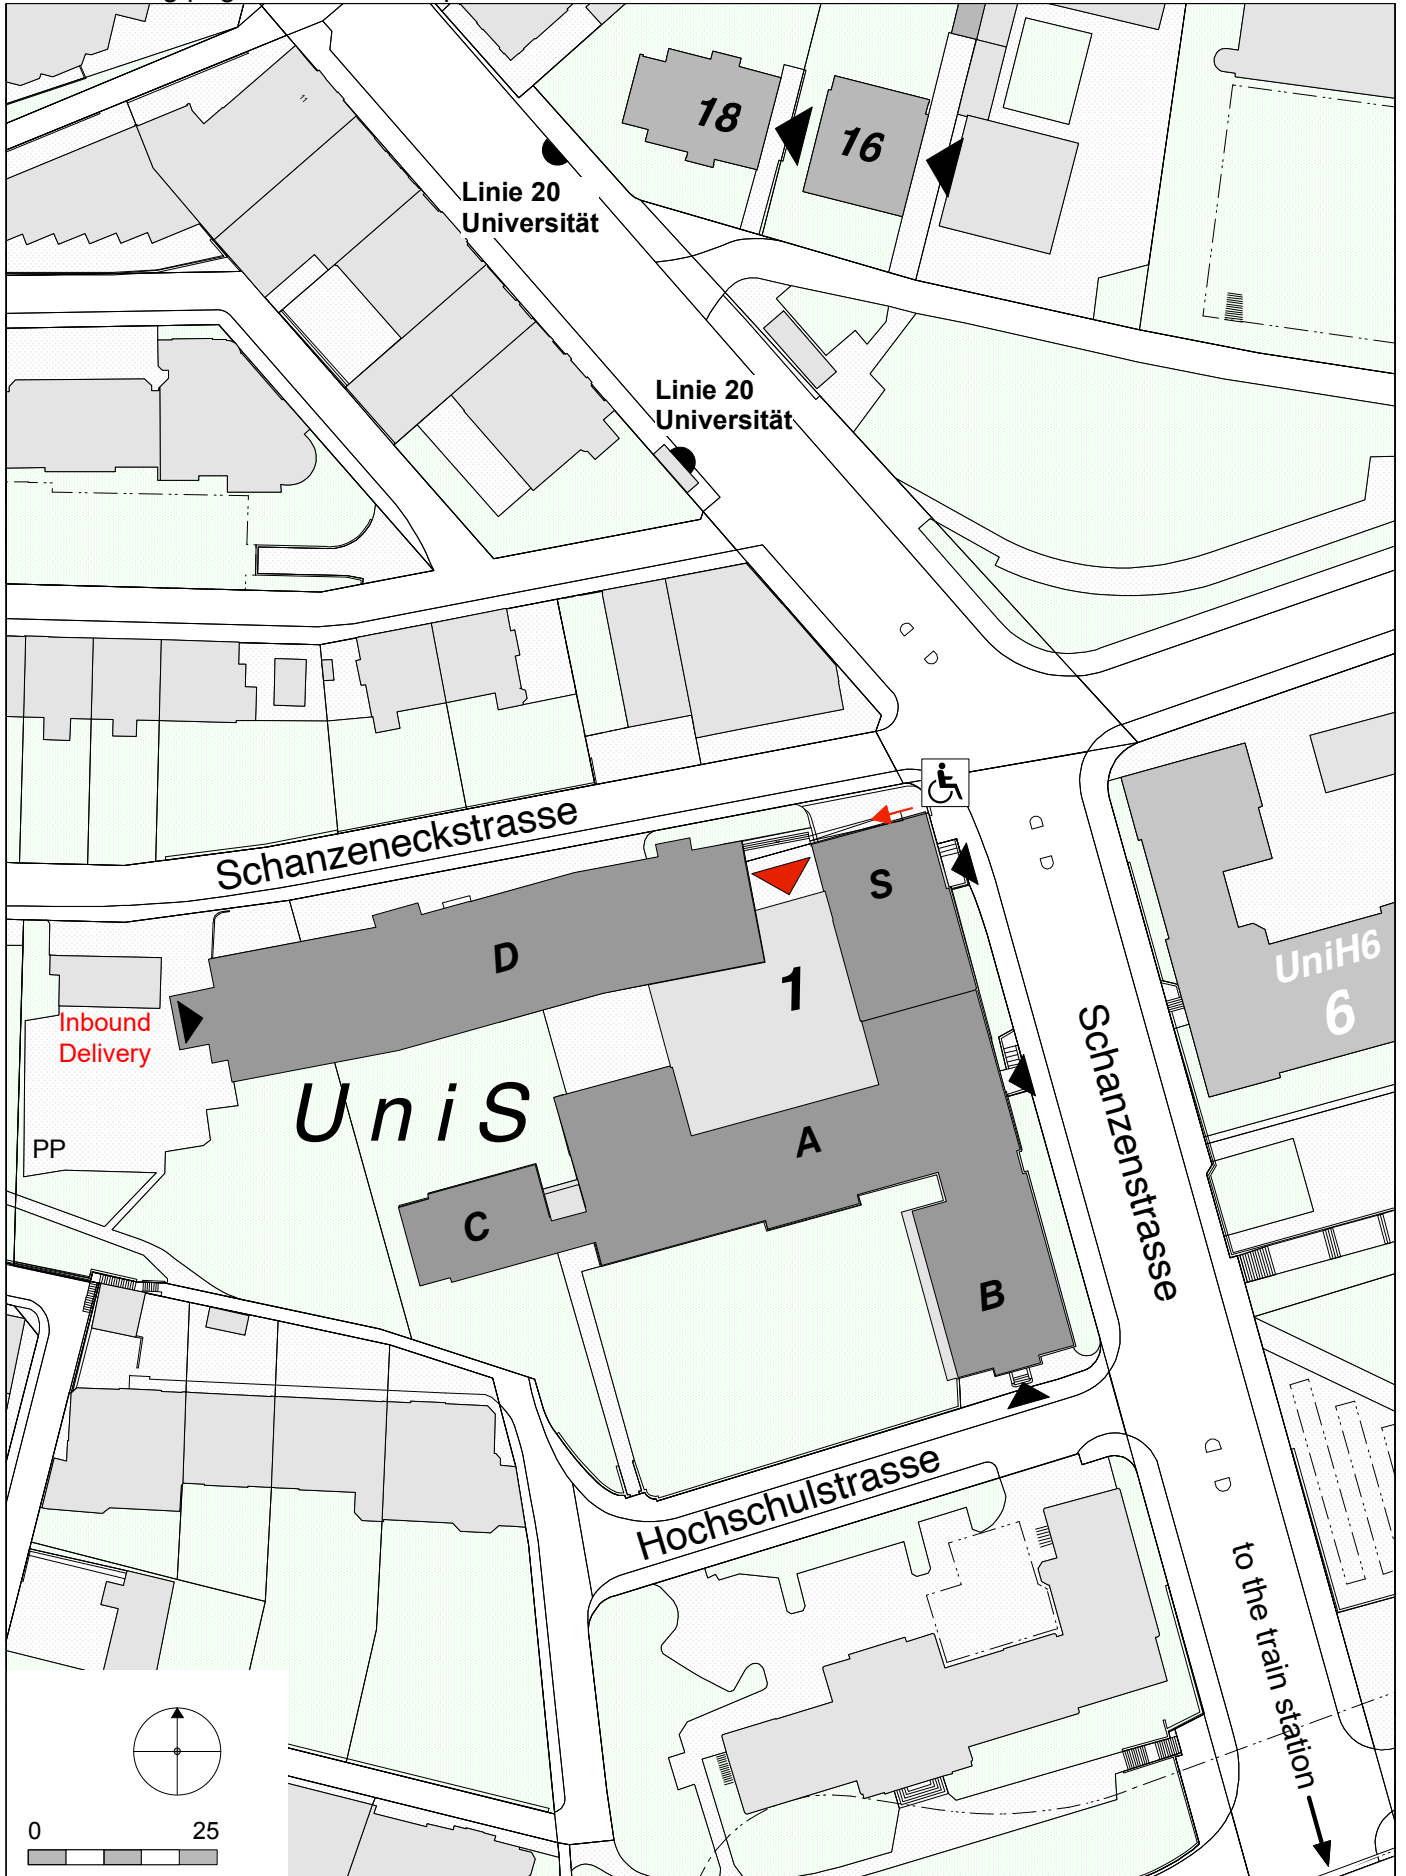 11
18
16
Linie 20
Universität
Linie 20
Universität
Schanzeneckstrasse
S
D
1
UniH6
6
Inbound
Delivery
UniS
Schanzenstrasse
A
PP
C
B
Hochschulstrasse
to the train station
0 25